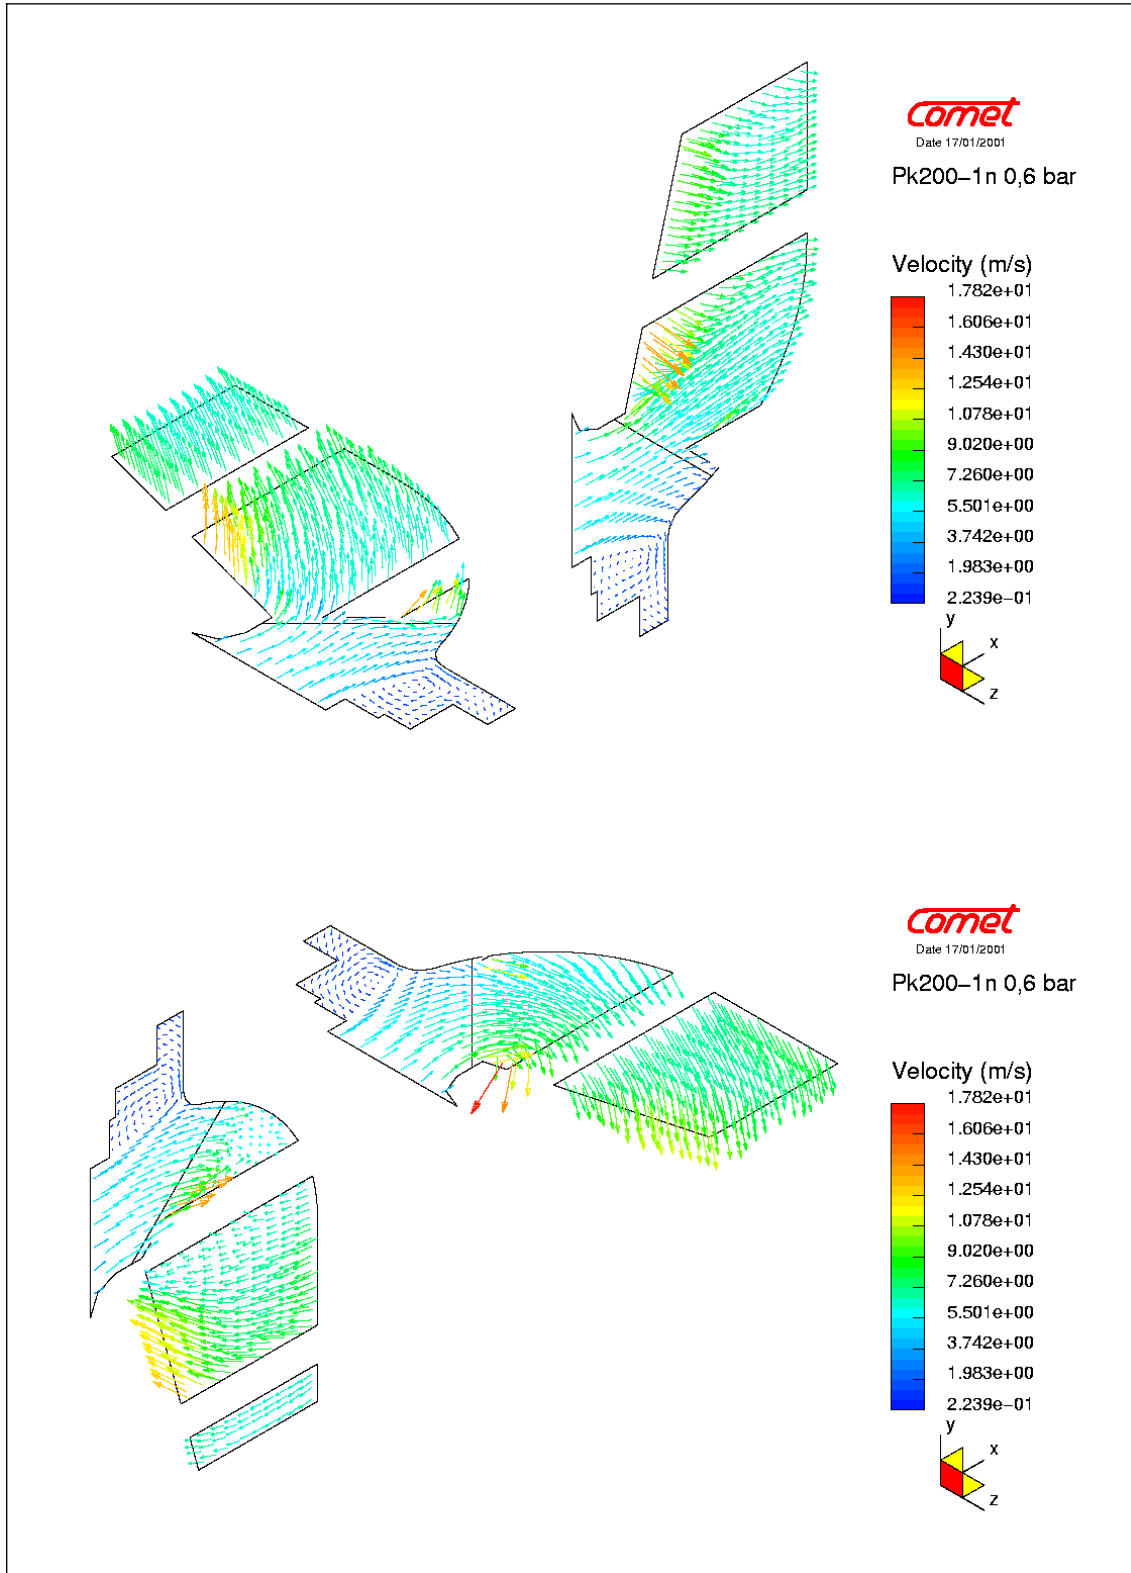 comet
Date 17/01/2001
Pk200-1n 0,6 bar
Velocity (m/s)
1.782e+01
1.606e+01
1.430e+01
1.254e+01
1.078e+01
9.020e+00
7.260e+00
5.501e+00
3.742e+00
1.983e+00
2.239e-01
y
x
z
comet
Date 17/01/2001
Pk200-1n 0,6 bar
Velocity (m/s)
1.782e+01
1.606e+01
1.430e+01
1.254e+01
1.078e+01
9.020e+00
7.260e+00
5.501e+00
3.742e+00
1.983e+00
2.239e-01
y
x
z